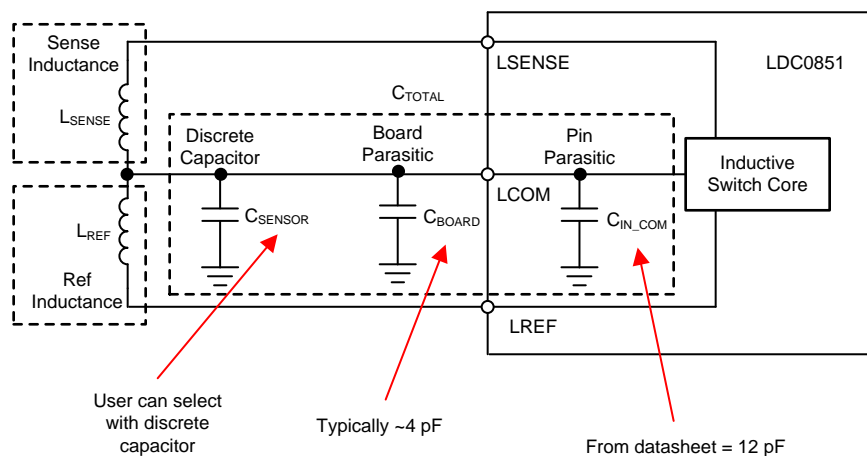 Sense
Inductance
LSENSE
LDC0851
CTOTAL
LSENSE
Discrete
Capacitor
Board
Parasitic
Pin
Parasitic
Inductive
Switch Core
LCOM
CSENSOR
CBOARD
CIN_COM
LREF
Ref
Inductance
LREF
User can select
with discrete
capacitor
Typically ~4 pF
From datasheet = 12 pF